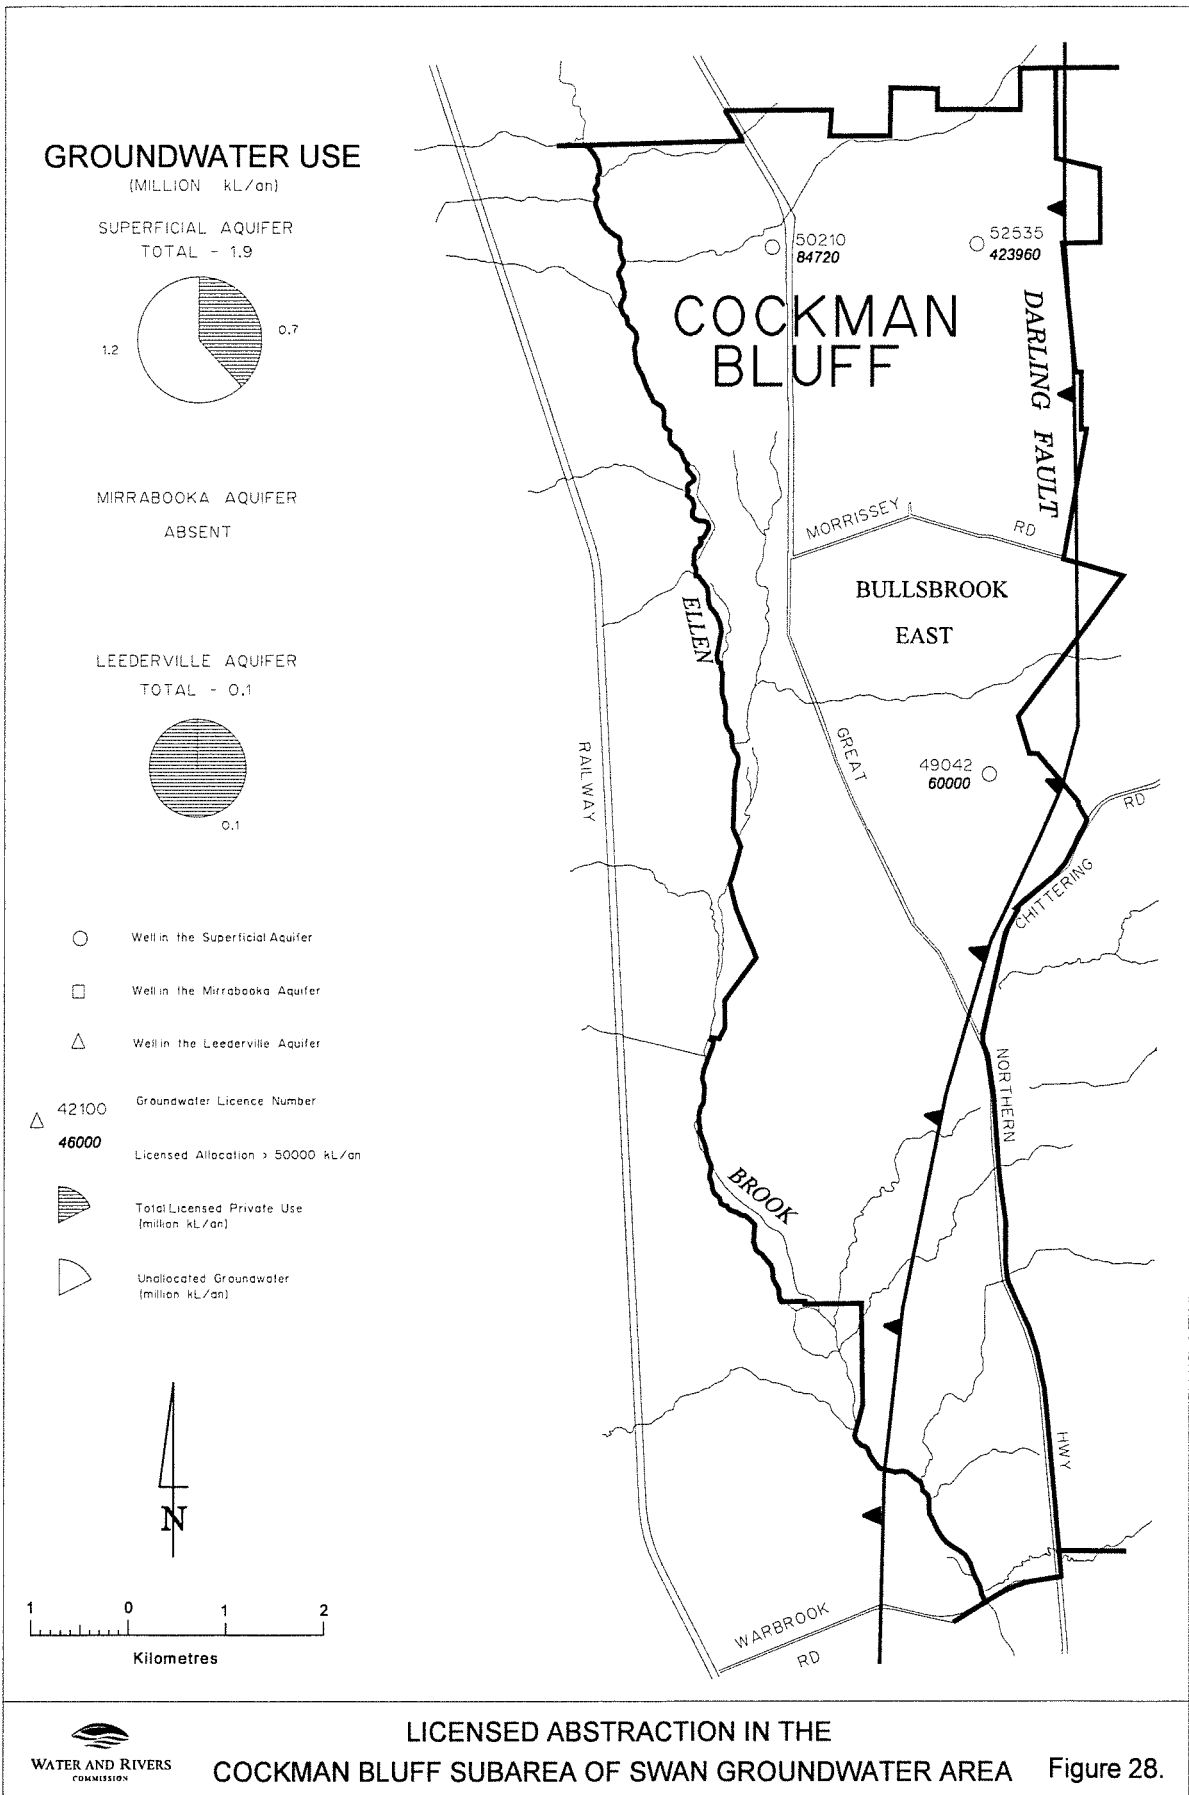 GROUNDWATER USE
(MILLION kL/an)
SUPERFICIAL AQUIFER
TOTAL - 1.9
0.7
1.2
MIRRABOOKA AQUIFER
ABSENT
LEEDERVILLE AQUIFER
TOTAL - 0.1
0.1
Well in the Superficial Aquifer
Well in the Mirrabooka Aquifer
Well in the Leederville Aquifer
42100
46000
Groundwater Licence Number
Licensed Allocation > 50000 kL/an
Total Licensed Private Use
(million kL/an)
Unallocated Groundwater
(million kL/an)
N
1 0 1 2
Kilometres
50210
84720
52535
423960
COCKMAN
BLUFF
DARLING FAULT
MORRISSEY RD
BULLSBROOK
EAST
ELLEN
RAILWAY
GREAT
49042
60000
RD
CHITTERING
NORTHERN
BROOK
HWY
WARBROOK
RD
WATER AND RIVERS
COMMISSION
LICENSED ABSTRACTION IN THE
COCKMAN BLUFF SUBAREA OF SWAN GROUNDWATER AREA
Figure 28.